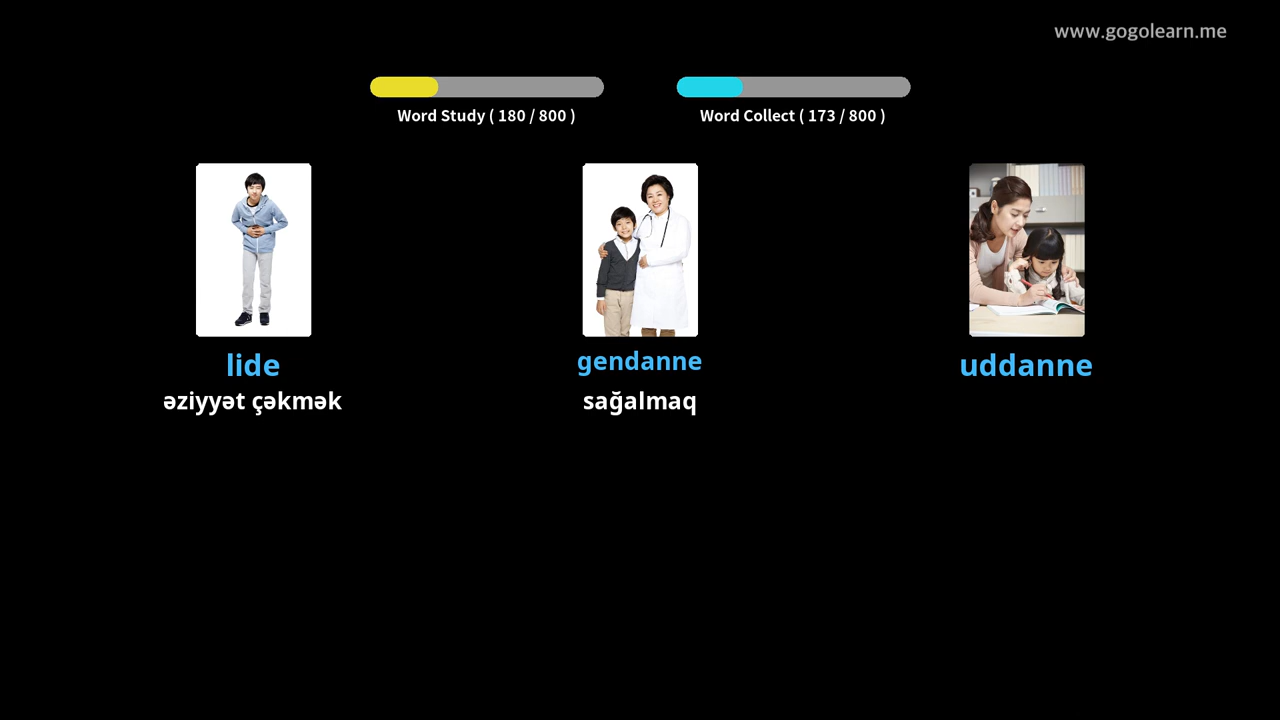 www.gogolearn.me
Word Study ( 180 / 800 )
Word Collect ( 173 / 800 )
lide
gendanne
uddanne
əziyyət çəkmək
sağalmaq